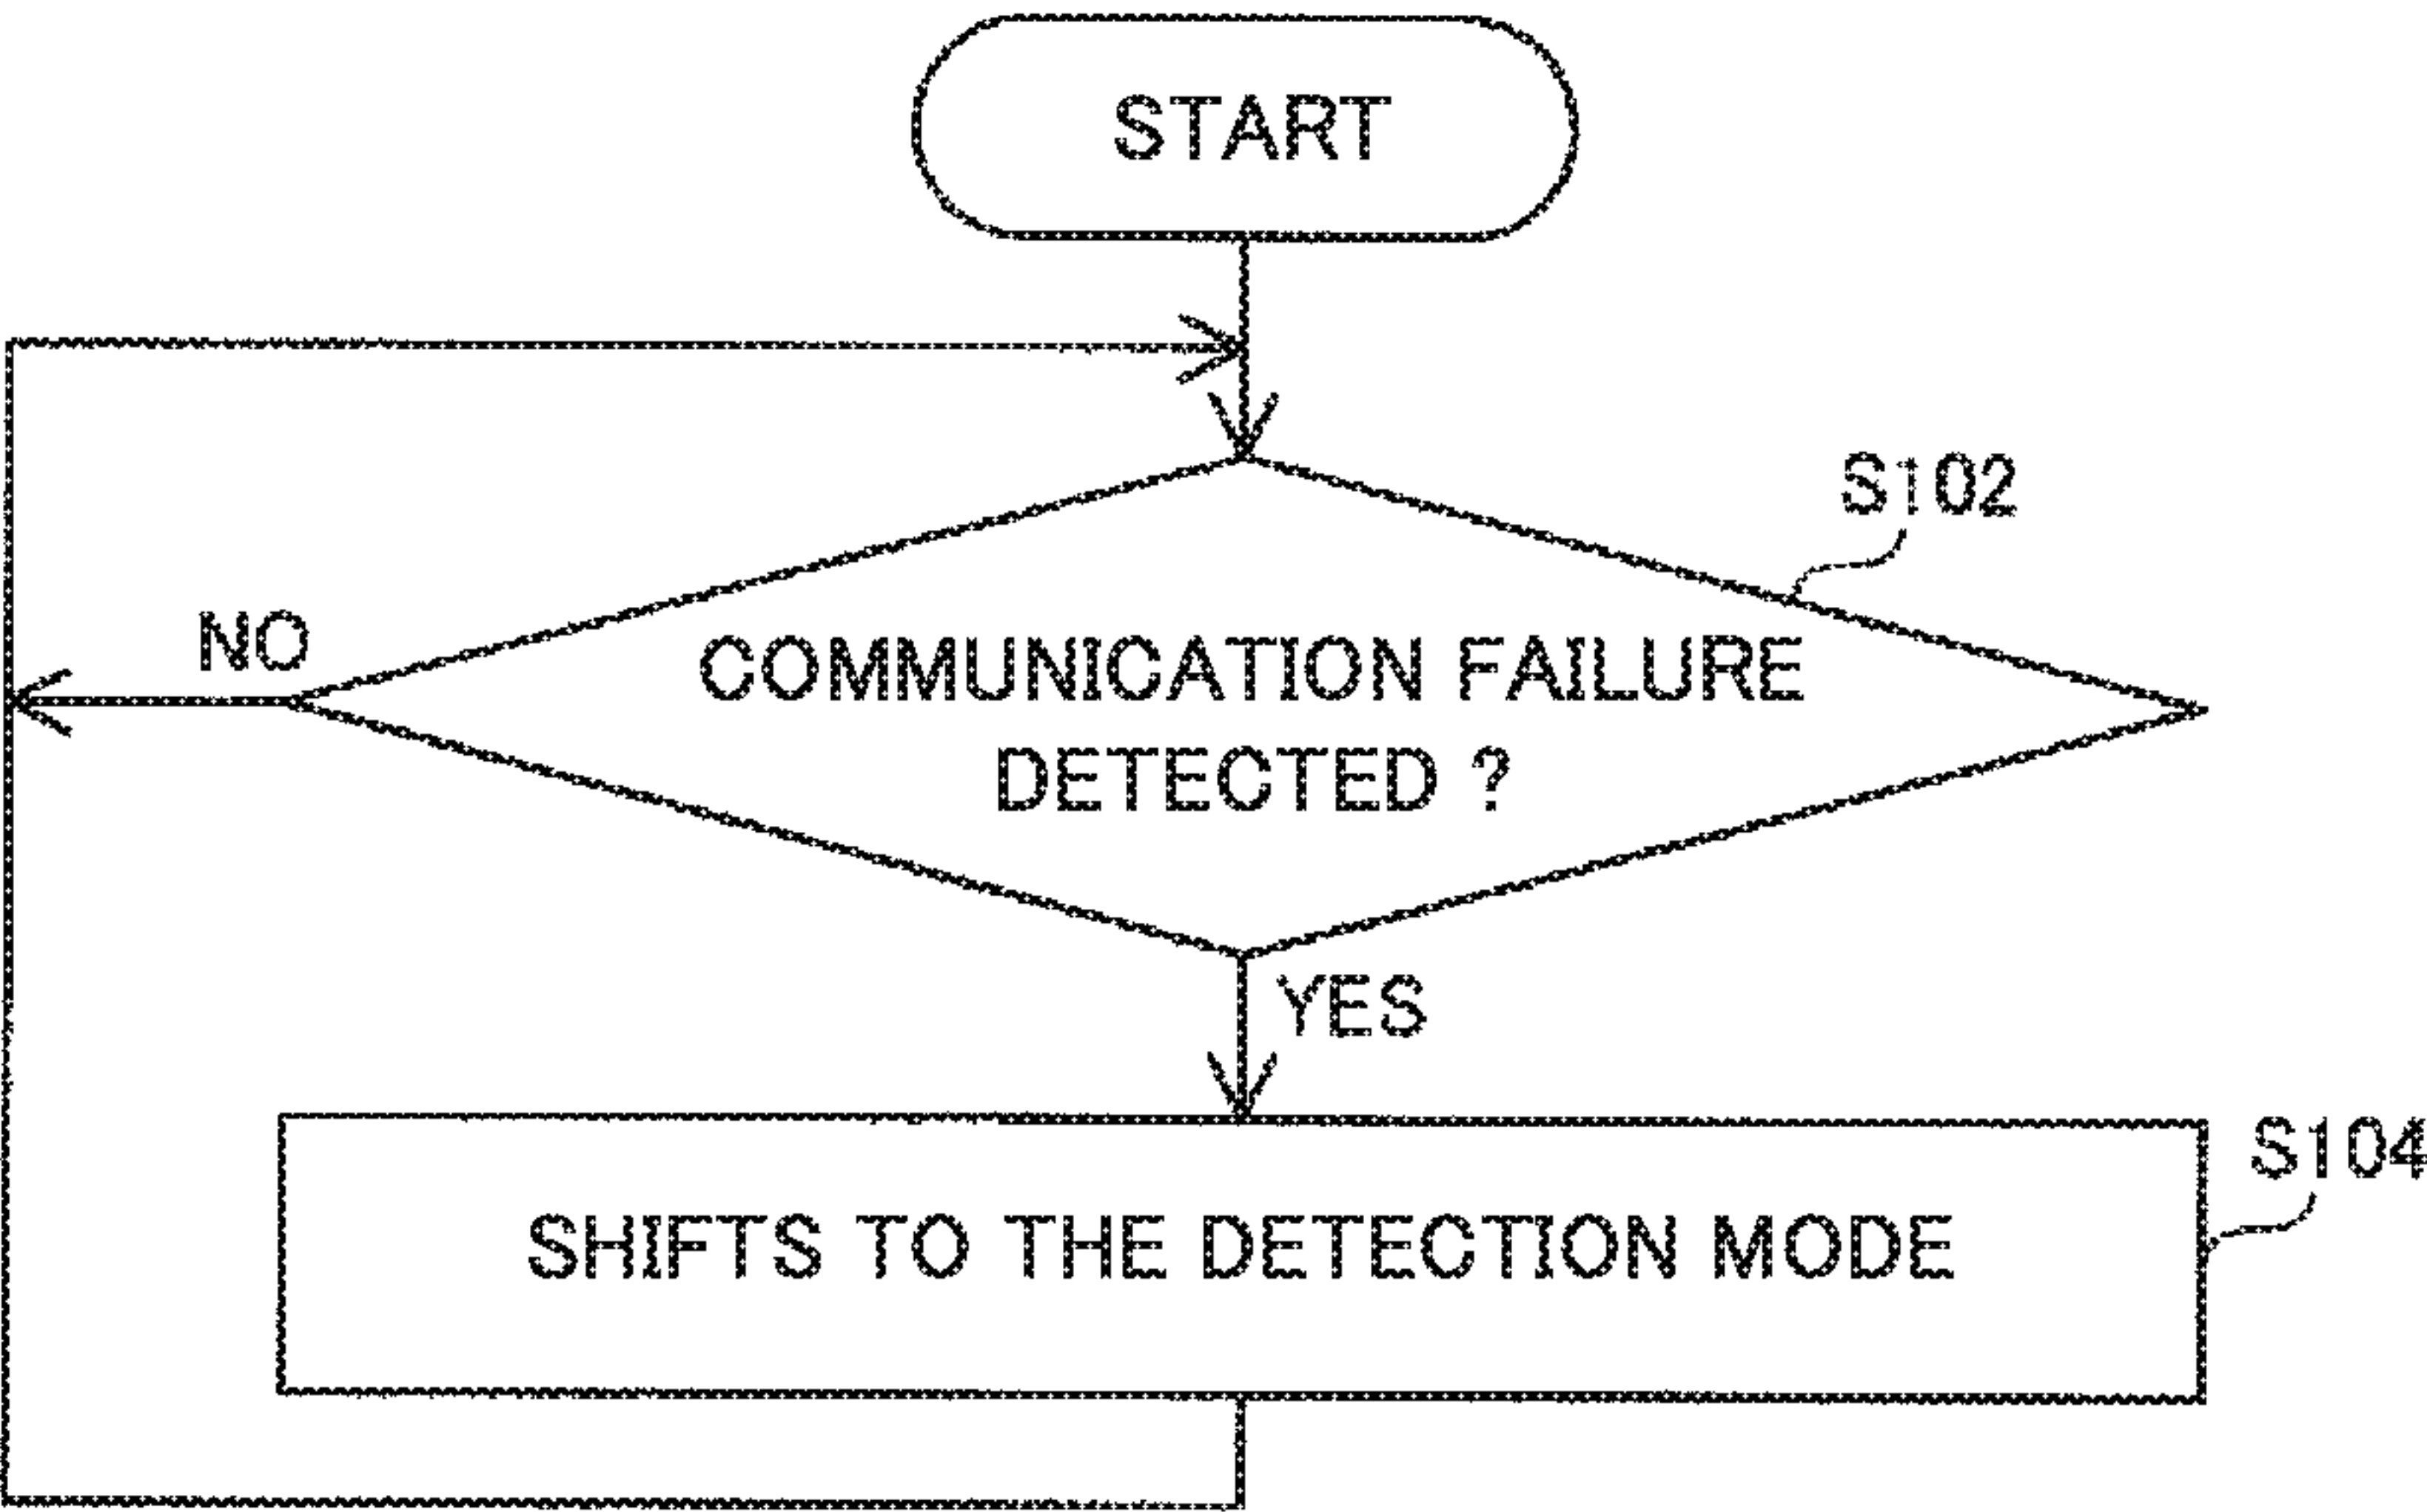 START
S102
NO
COMMUNICATION FAILURE
DETECTED ?
YES
S104
SHIFTS TO THE DETECTION MODE